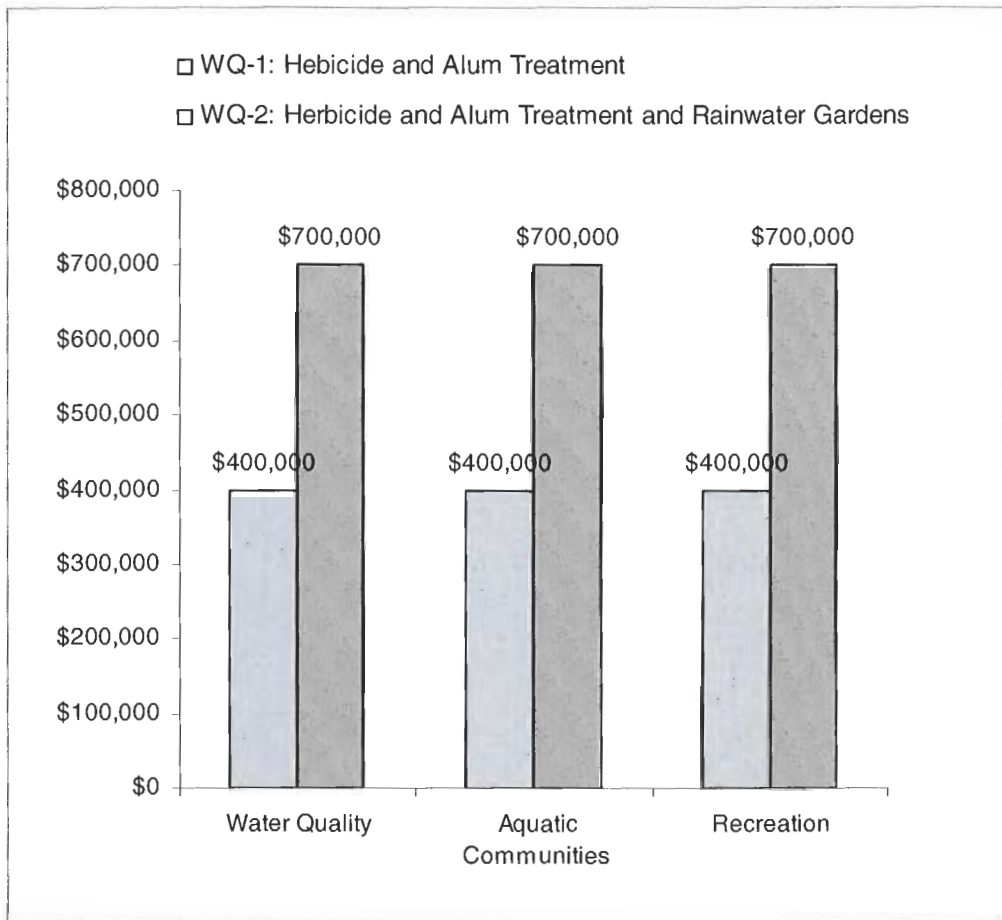 WQ-1: Hebicide and Alum Treatment
WQ-2: Herbicide and Alum Treatment and Rainwater Gardens
$800,000
$700,000
$600,000
$500,000
$400,000
$300,000
$200,000
$100,000
$0
$700,000
$700,000
$700,000
$400,000
$400,000
$400,000
Water Quality
Aquatic
Communities
Recreation